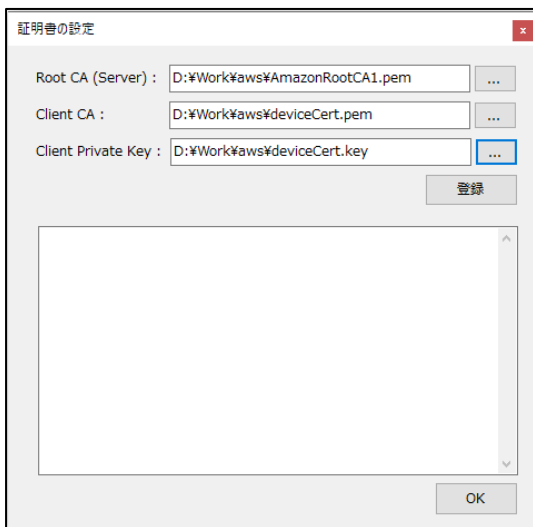 証明書の設定
x
Root CA (Server) : D:¥Work¥aws¥AmazonRootCA1.pem ...
Client CA : D:¥Work¥aws¥deviceCert.pem ...
Client Private Key : D:¥Work¥aws¥deviceCert.key ...
登録
OK